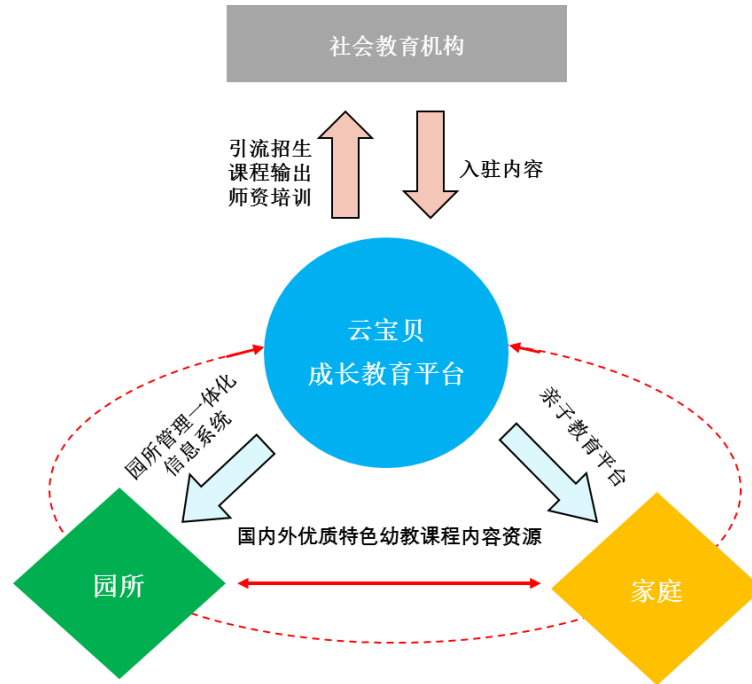 社会教育机构
引流招生
课程输出
师资培训
入驻内容
云宝贝
成长教育平台
园所管理一体化
信息系统
亲子教育平台
国内外优质特色幼教课程内容资源
园所
家庭